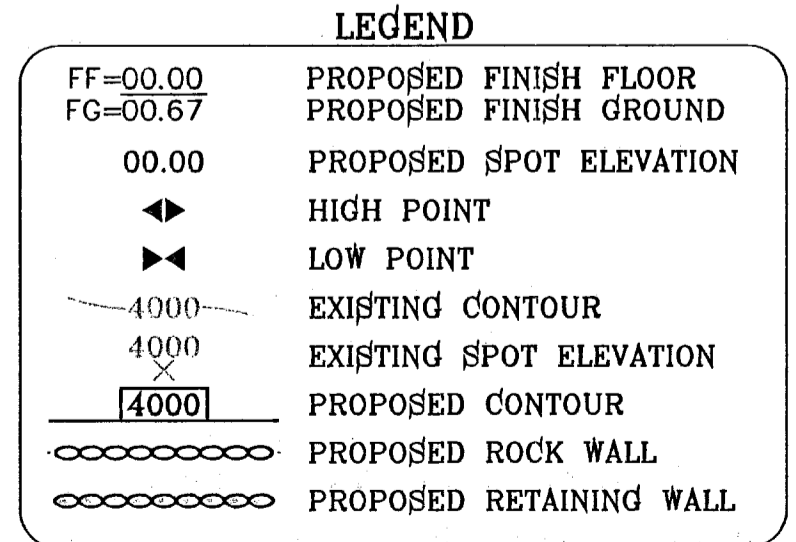 LEGEND
FF=00.00 PROPOSED FINISH FLOOR
FG=00.67 PROPOSED FINISH GROUND
00.00 PROPOSED SPOT ELEVATION
HIGH POINT
LOW POINT
4000 EXISTING CONTOUR
4000 EXISTING SPOT ELEVATION
4000 PROPOSED CONTOUR
PROPOSED ROCK WALL
PROPOSED RETAINING WALL